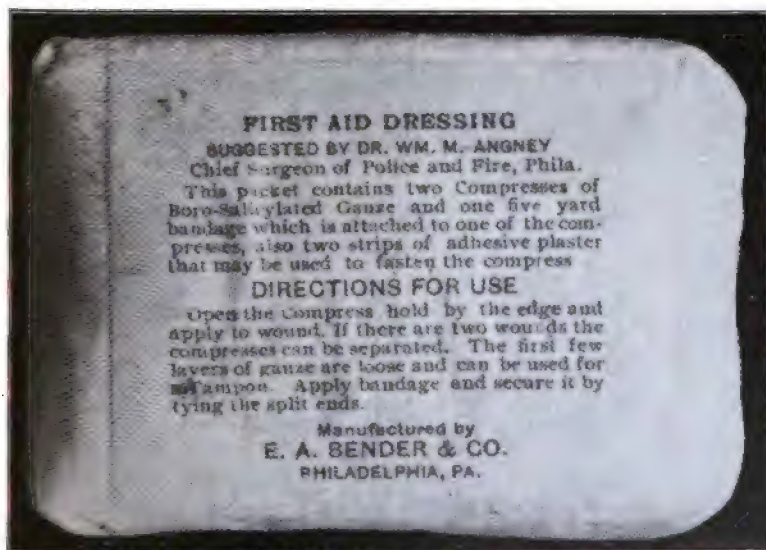 FIRST AID DRESSING
SUGGESTED BY DR. WM. M. ANGNEY
Chief Surgeon of Police and Fire, Phila.
This packet contains two Compresses of
Boro-Salicylated Gauze and one five yard
bandage which is attached to one of the com-
presses, also two strips of adhesive plaster
that may be used to fasten the compress
DIRECTIONS FOR USE
Open the Compress hold by the edge and
apply to wound. If there are two wounds the
compresses can be separated. The first few
layers of gauze are loose and can be used for
a Tampon. Apply bandage and secure it by
tying the split ends.
Manufactured by
E. A. BENDER & CO.
PHILADELPHIA, PA.